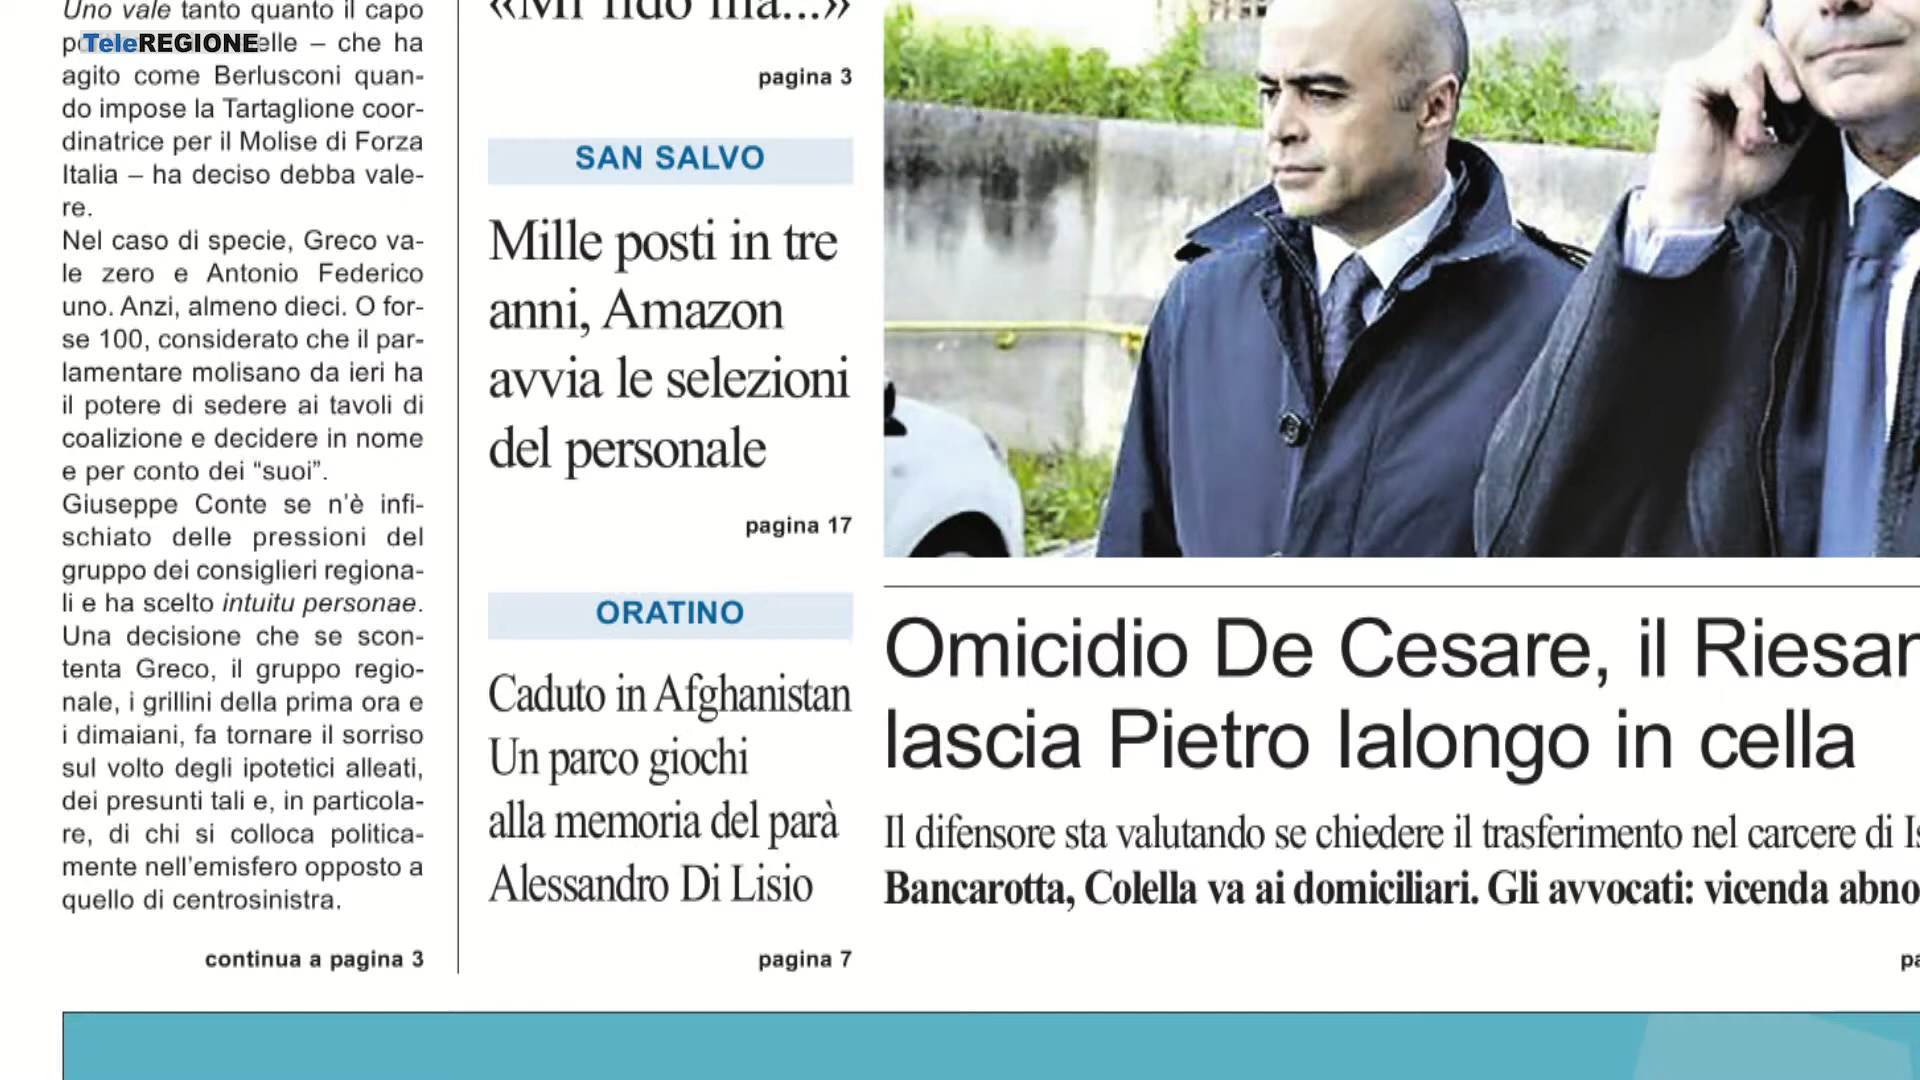 Uno vale tanto quanto il capo
TeleREGIONE
elle – che ha
agito come Berlusconi quan-
do impose la Tartaglione coor-
dinatrice per il Molise di Forza
Italia – ha deciso debba vale-
re.
Nel caso di specie, Greco va-
le zero e Antonio Federico
uno. Anzi, almeno dieci. O for-
se 100, considerato che il par-
lamentare molisano da ieri ha
il potere di sedere ai tavoli di
coalizione e decidere in nome
e per conto dei “suoi”.
Giuseppe Conte se n’è infi-
schiato delle pressioni del
gruppo dei consiglieri regiona-
li e ha scelto intuitu personae.
Una decisione che se scon-
tenta Greco, il gruppo regio-
nale, i grillini della prima ora e
i dimaiani, fa tornare il sorriso
sul volto degli ipotetici alleati,
dei presunti tali e, in particola-
re, di chi si colloca politica-
mente nell’emisfero opposto a
quello di centrosinistra.
continua a pagina 3
«Mi fido ma...»
pagina 3
SAN SALVO
Mille posti in tre
anni, Amazon
avvia le selezioni
del personale
pagina 17
ORATINO
Caduto in Afghanistan
Un parco giochi
alla memoria del parà
Alessandro Di Lisio
pagina 7
Omicidio De Cesare, il Riesar
lascia Pietro Ialongo in cella
Il difensore sta valutando se chiedere il trasferimento nel carcere di Is
Bancarotta, Colella va ai domiciliari. Gli avvocati: vicenda abno
pa